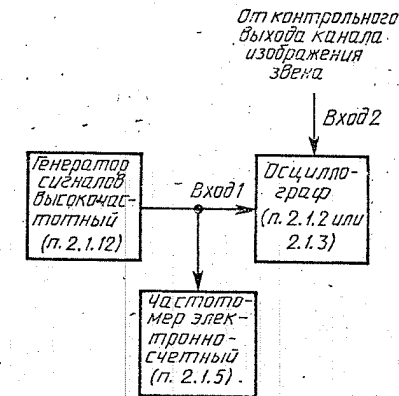 От контрольного
выхода канала
изображения
звена
Вход 2
Генератор
сигналов
высокочас-
тотный
(п. 2.1.12)
Вход 1
Осцилло-
граф
(п. 2.1.2 или
2.1.3)
Частото-
мер элек-
тронно-
счетный
(п. 2.1.5).